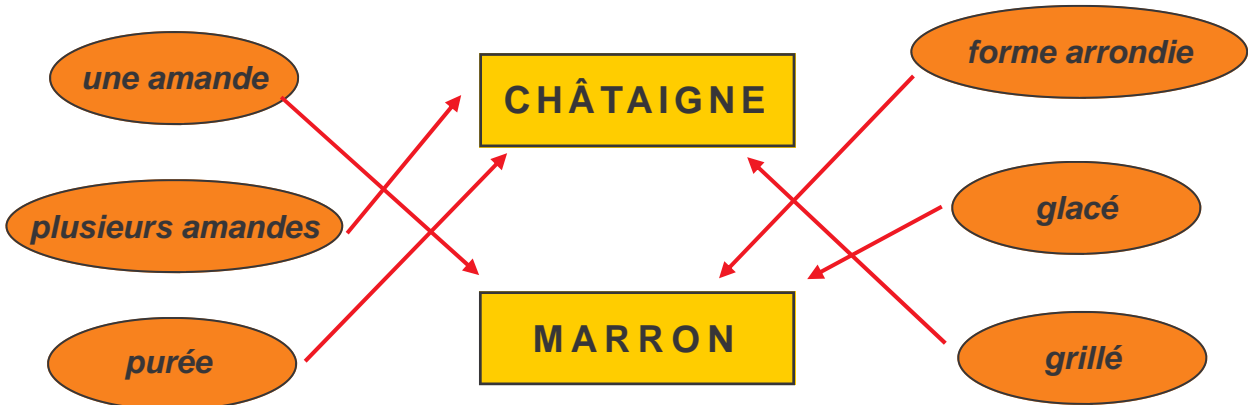 une amande
plusieurs amandes
purée
CHÂTAIGNE
MARRON
forme arrondie
glacé
grillé